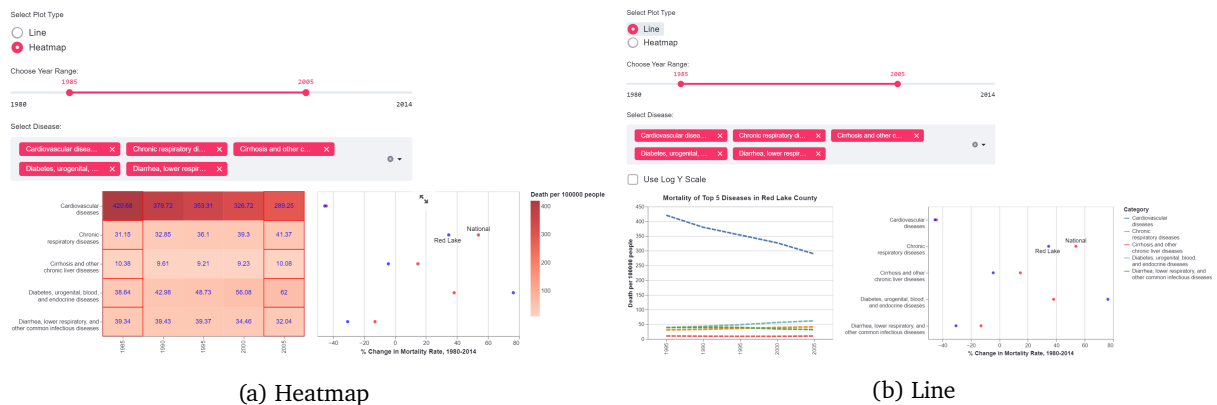 Select Plot Type
Line
Heatmap
Choose Year Range:
1985 2005
1980 2014
Select Disease:
Cardiovascular disea... × Chronic respiratory di... × Cirrhosis and other c... ×
Diabetes, urogenital, ... × Diarrhea, lower respir... ×
Death per 100000 people
Cardiovascular
diseases
420.68 379.72 353.31 326.72 289.25
Chronic
respiratory diseases
31.15 32.85 36.1 39.3 41.37
Cirrhosis and other
chronic liver diseases
10.38 9.61 9.21 9.23 10.08
Diabetes, urogenital, blood,
and endocrine diseases
38.64 42.98 48.73 56.08 62
Diarrhea, lower respiratory, and
other common infectious diseases
39.34 39.43 39.37 34.46 32.04
1985 1990 1995 2000 2005
National
Red Lake
−40 −20 0 20 40 60 80
% Change in Mortality Rate, 1980-2014
400
300
200
100
(a) Heatmap
Select Plot Type
Line
Heatmap
Choose Year Range:
1985 2005
1980 2014
Select Disease:
Cardiovascular disea... × Chronic respiratory di... × Cirrhosis and other c... ×
Diabetes, urogenital, ... × Diarrhea, lower respir... ×
Use Log Y Scale
Mortality of Top 5 Diseases in Red Lake County
Death per 100000 people
450
400
350
300
250
200
150
100
50
0
1985 1990 1995 2000 2005
Cardiovascular
diseases
Chronic
respiratory diseases
Cirrhosis and other
chronic liver diseases
Diabetes, urogenital, blood,
and endocrine diseases
Diarrhea, lower respiratory, and
other common infectious diseases
National
Red Lake
−40 −20 0 20 40 60 80
% Change in Mortality Rate, 1980-2014
Category
Cardiovascular
diseases
Chronic
respiratory diseases
Cirrhosis and other
chronic liver diseases
Diabetes, urogenital, blood,
and endocrine diseases
Diarrhea, lower respiratory, and
other common infectious diseases
(b) Line